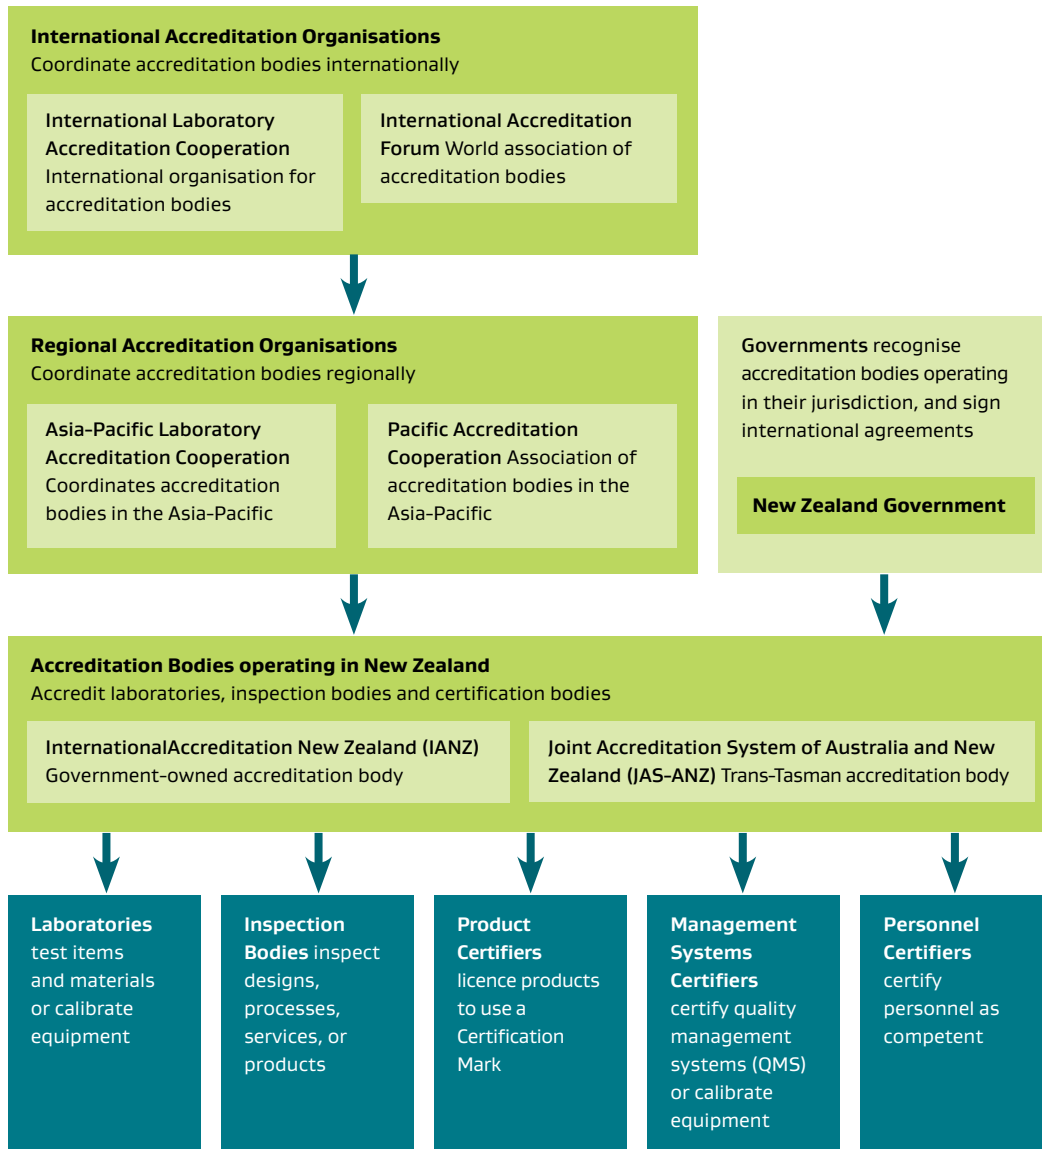 International Accreditation Organisations
Coordinate accreditation bodies internationally
International Laboratory
Accreditation Cooperation
International organisation for
accreditation bodies
International Accreditation
Forum World association of
accreditation bodies
Regional Accreditation Organisations
Coordinate accreditation bodies regionally
Asia-Pacific Laboratory
Accreditation Cooperation
Coordinates accreditation
bodies in the Asia-Pacific
Pacific Accreditation
Cooperation Association of
accreditation bodies in the
Asia-Pacific
Governments recognise
accreditation bodies operating
in their jurisdiction, and sign
international agreements
New Zealand Government
Accreditation Bodies operating in New Zealand
Accredit laboratories, inspection bodies and certification bodies
InternationalAccreditation New Zealand (IANZ)
Government-owned accreditation body
Joint Accreditation System of Australia and New
Zealand (JAS-ANZ) Trans-Tasman accreditation body
Laboratories
test items
and materials
or calibrate
equipment
Inspection
Bodies inspect
designs,
processes,
services, or
products
Product
Certifiers
licence products
to use a
Certification
Mark
Management
Systems
Certifiers
certify quality
management
systems (QMS)
or calibrate
equipment
Personnel
Certifiers
certify
personnel as
competent